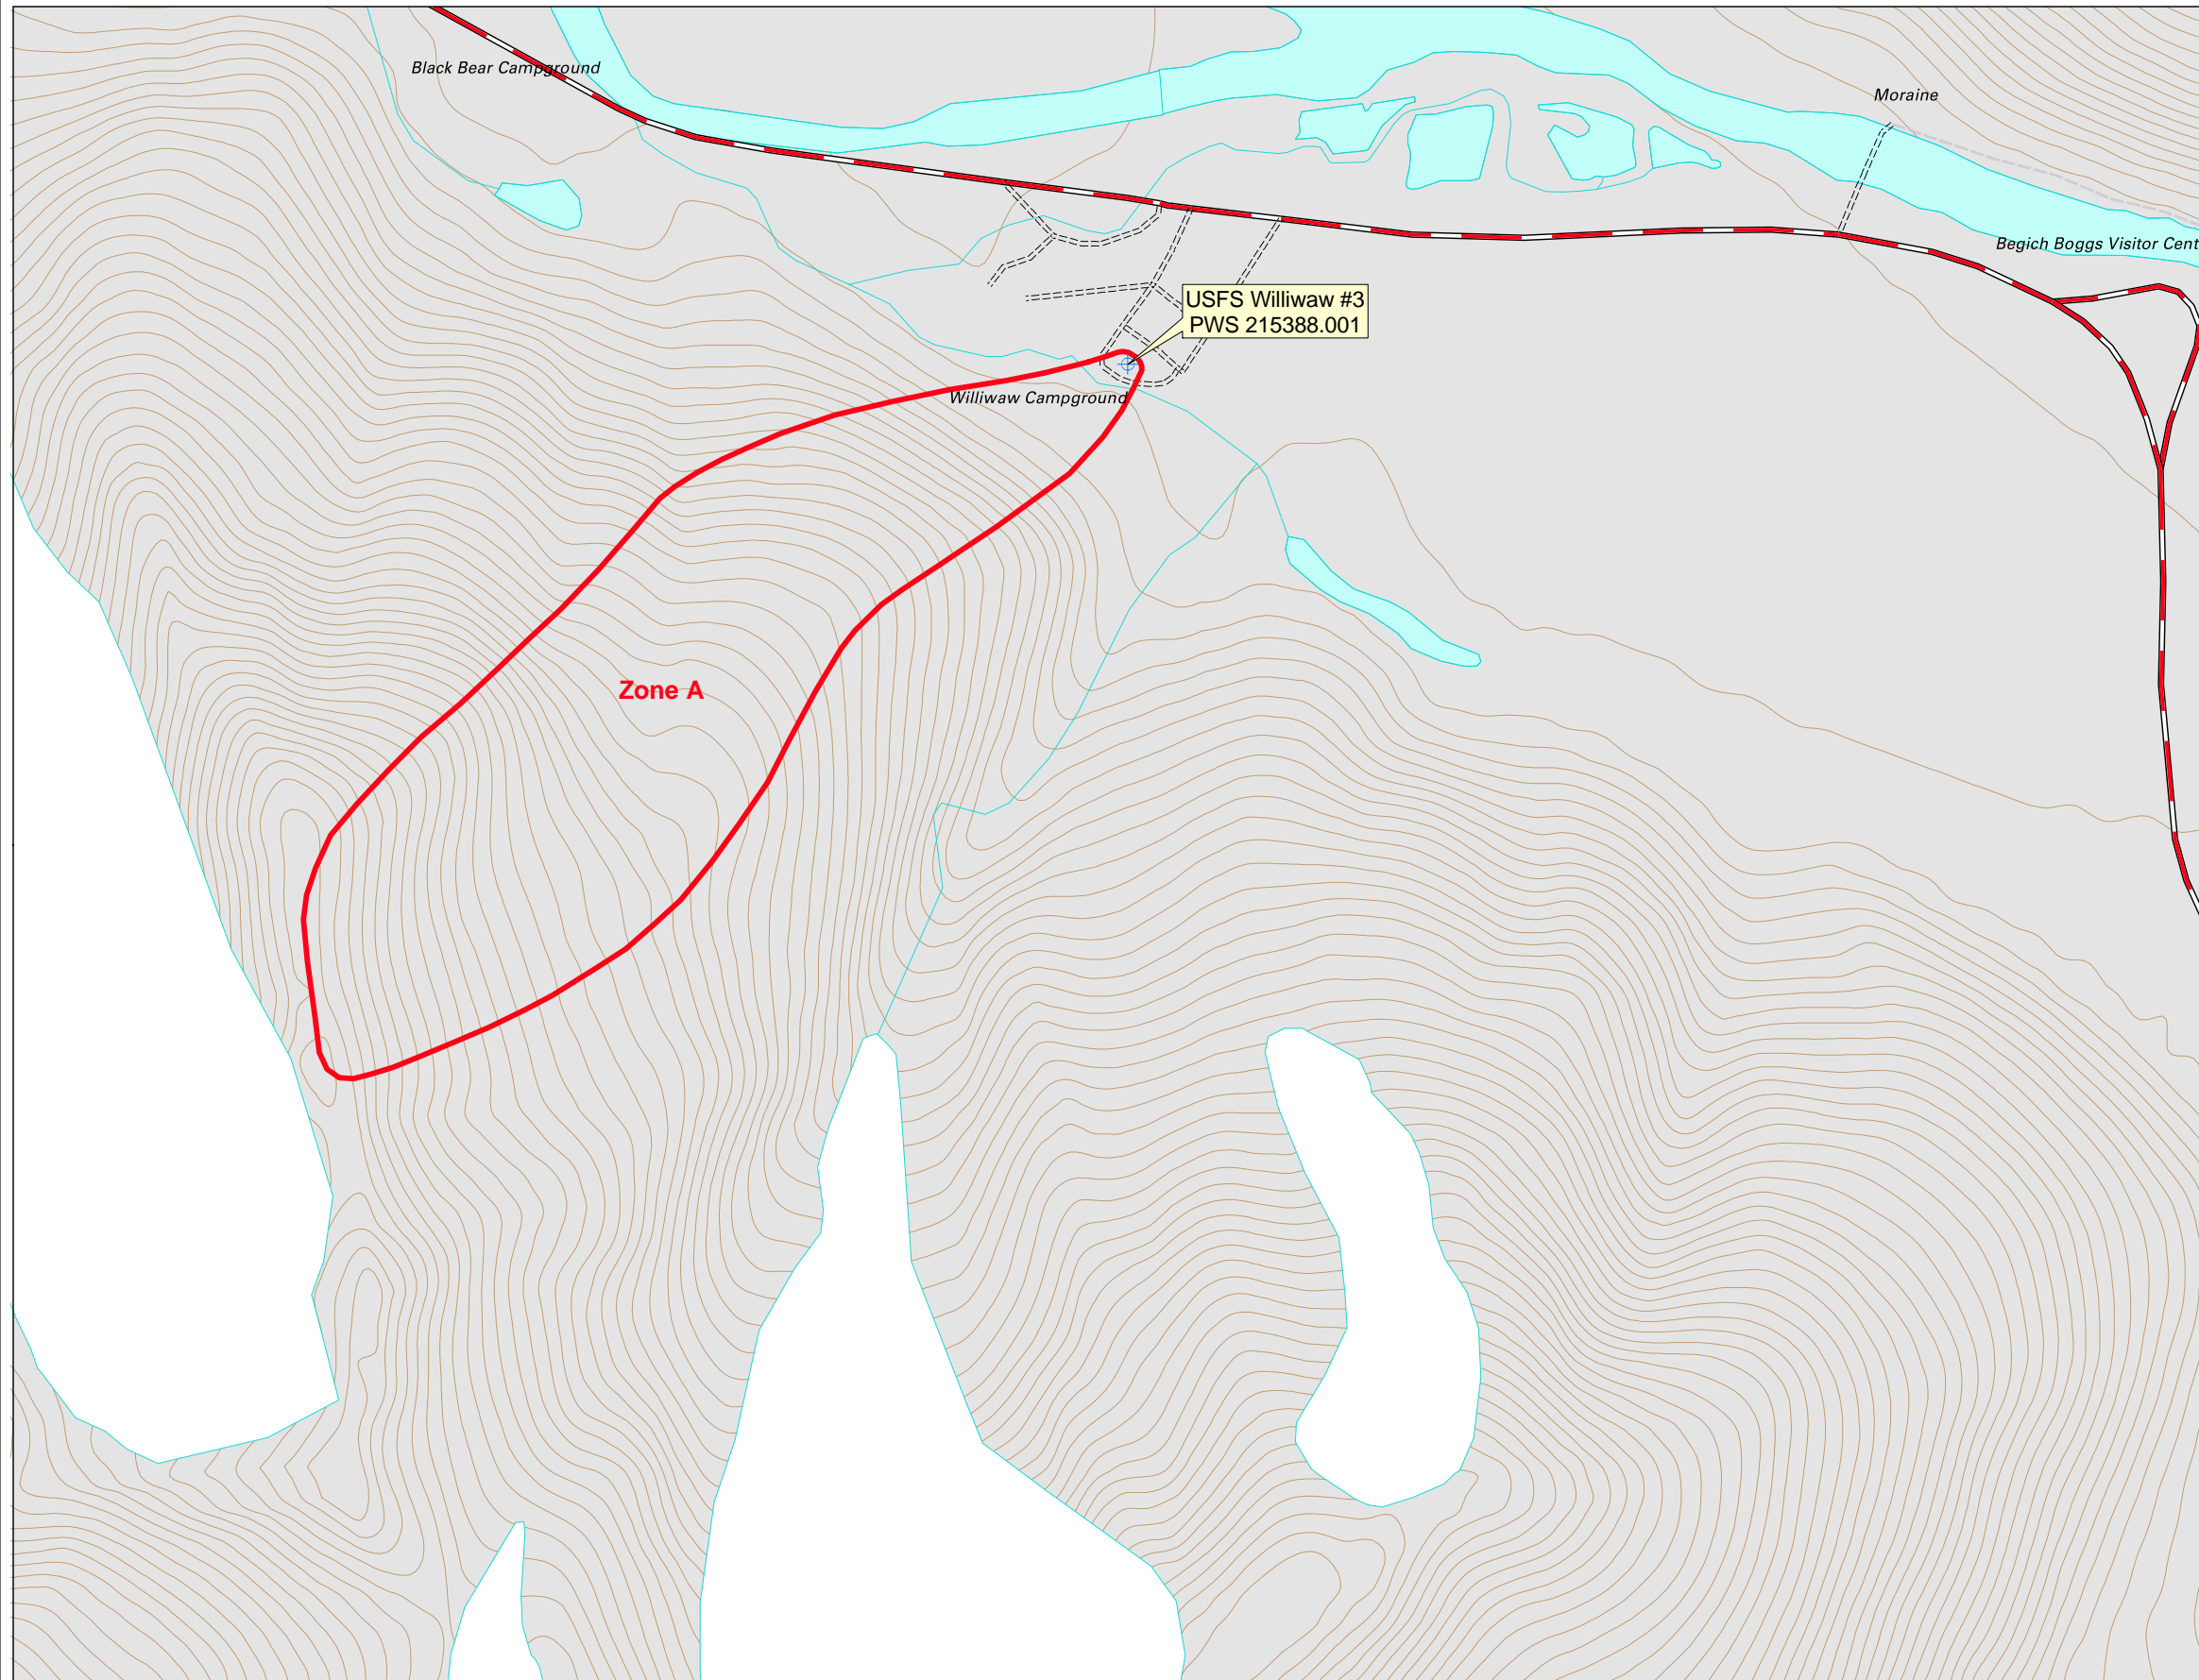 Black Bear Campground
Moraine
Begich Boggs Visitor Cent
USFS Williwaw #3
PWS 215388.001
Williwaw Campground
Zone A